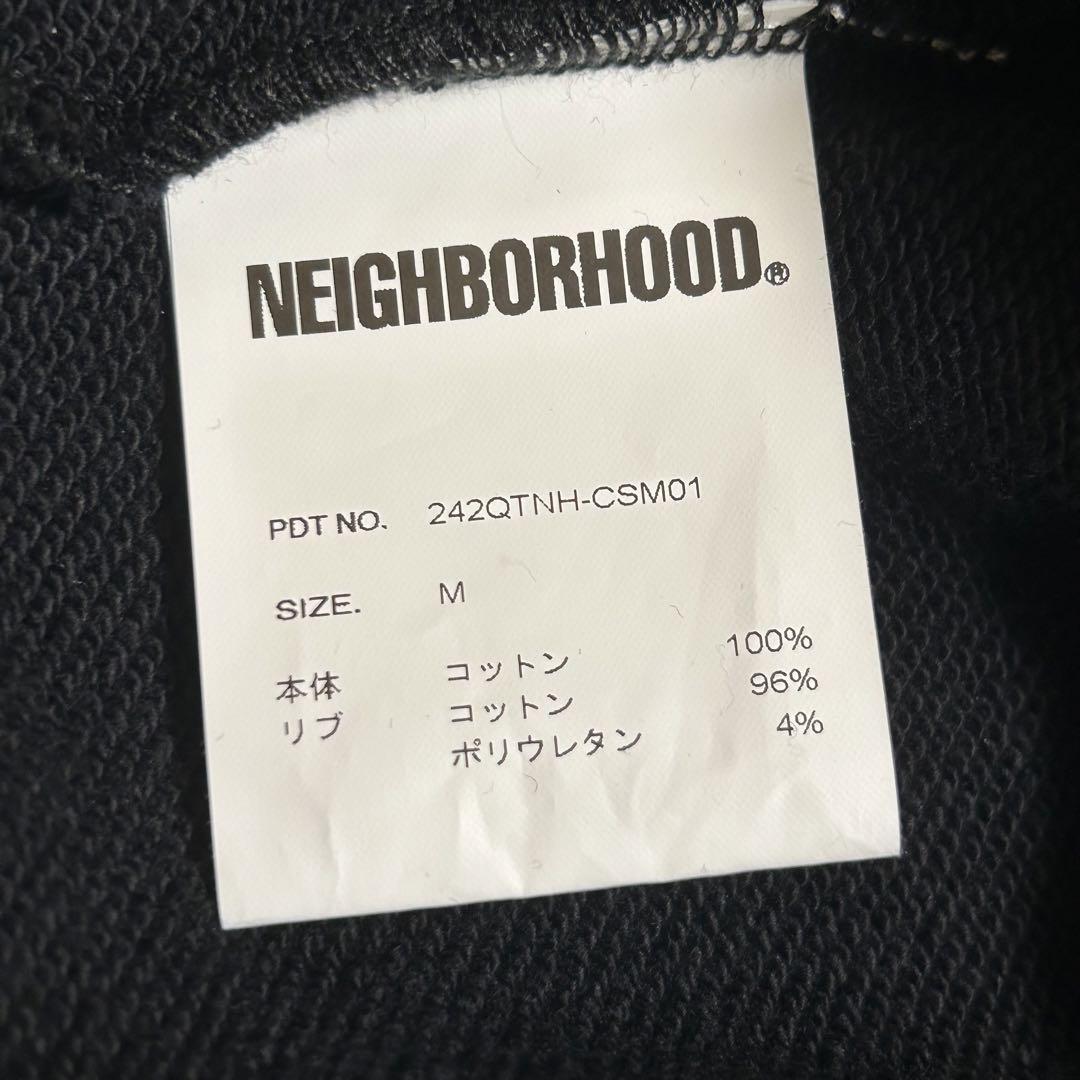 NEIGHBORHOOD®
PDT NO. 242QTNH-CSM01
SIZE. M
本体 コットン 100%
リブ コットン 96%
ポリウレタン 4%